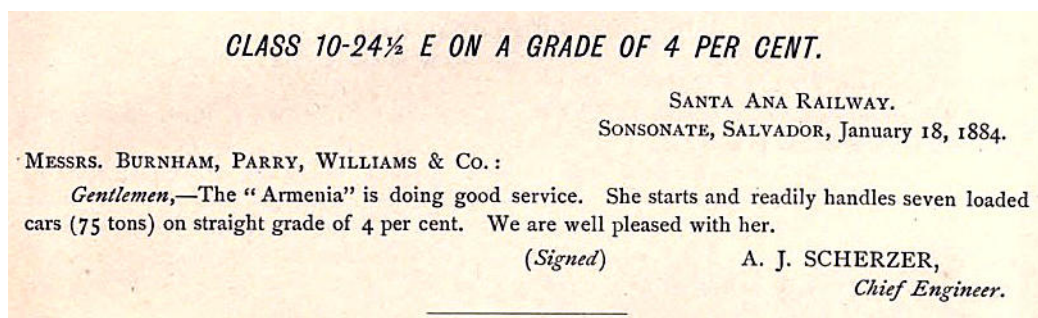 CLASS 10-24½ E ON A GRADE OF 4 PER CENT.
SANTA ANA RAILWAY.
SONSONATE, SALVADOR, January 18, 1884.
MESSRS. BURNHAM, PARRY, WILLIAMS & CO.:
Gentlemen,—The “Armenia” is doing good service. She starts and readily handles seven loaded
cars (75 tons) on straight grade of 4 per cent. We are well pleased with her.
(Signed) A. J. SCHERZER,
Chief Engineer.